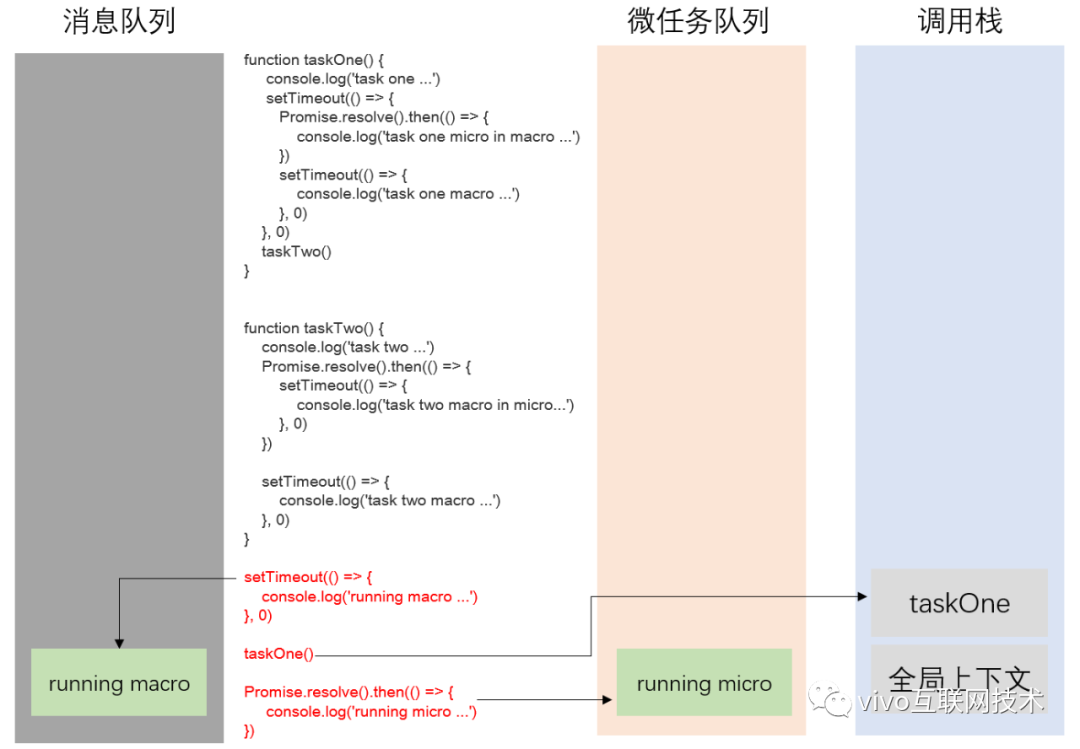 消息队列
微任务队列
调用栈
function taskOne() {
console.log('task one ...')
setTimeout(() => {
Promise.resolve().then(() => {
console.log('task one micro in macro ...')
})
setTimeout(() => {
console.log('task one macro ...')
}, 0)
}, 0)
taskTwo()
}
function taskTwo() {
console.log('task two ...')
Promise.resolve().then(() => {
setTimeout(() => {
console.log('task two macro in micro...')
}, 0)
})
setTimeout(() => {
console.log('task two macro ...')
}, 0)
}
setTimeout(() => {
console.log('running macro ...')
}, 0)
taskOne()
Promise.resolve().then(() => {
console.log('running micro ...')
})
running macro
running micro
taskOne
全局上下文
vivo互联网技术